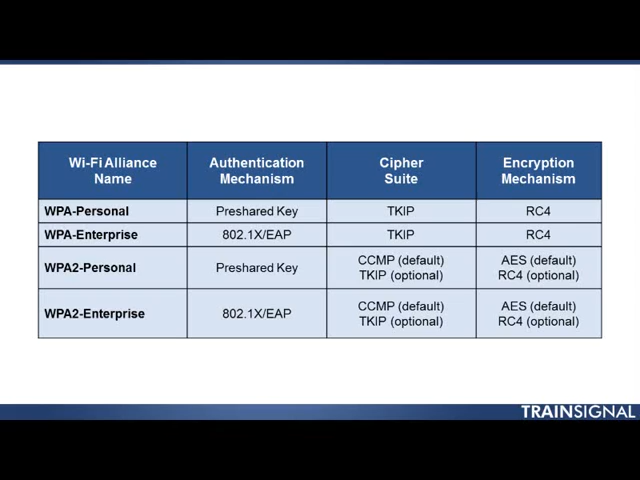 Wi-Fi Alliance Name
Authentication Mechanism
Cipher Suite
Encryption Mechanism
WPA-Personal
Preshared Key
TKIP
RC4
WPA-Enterprise
802.1X/EAP
TKIP
RC4
WPA2-Personal
Preshared Key
CCMP (default)
TKIP (optional)
AES (default)
RC4 (optional)
WPA2-Enterprise
802.1X/EAP
CCMP (default)
TKIP (optional)
AES (default)
RC4 (optional)
TRAINSIGNAL